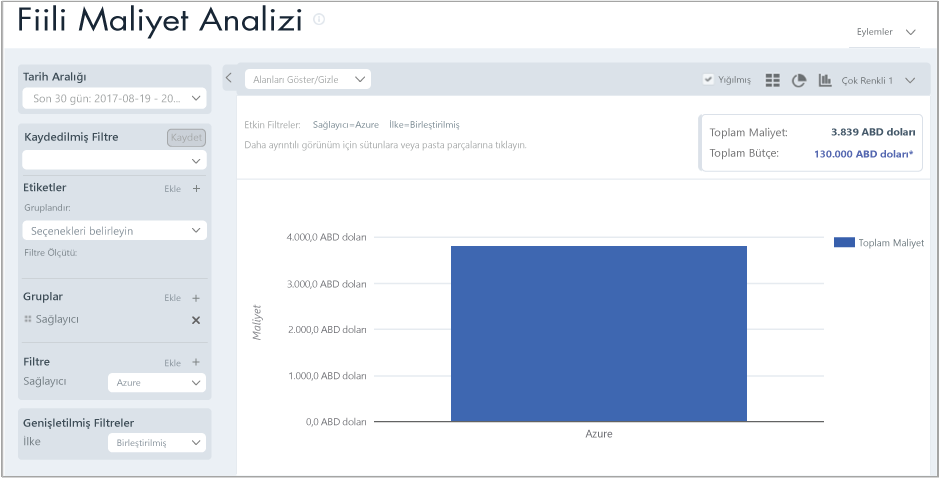 Fiili Maliyet Analizi
Eylemler
Tarih Aralığı
Son 30 gün: 2017-08-19 - 20...
Kaydedilmiş Filtre
Kaydet
Etiketler
Ekle +
Gruplandır:
Seçenekleri belirleyin
Filtre Ölçütü:
Gruplar
Ekle +
Sağlayıcı
Filtre
Ekle +
Sağlayıcı
Azure
Genişletilmiş Filtreler
İlke
Birleştirilmiş
Alanları Göster/Gizle
Yığılmış
Çok Renkli 1
Etkin Filtreler: Sağlayıcı=Azure İlke=Birleştirilmiş
Daha ayrıntılı görünüm için sütunlara veya pasta parçalarına tıklayın.
Toplam Maliyet: 3.839 ABD doları
Toplam Bütçe: 130.000 ABD doları*
4.000,0 ABD doları
3.000,0 ABD doları
2.000,0 ABD doları
1.000,0 ABD doları
0,0 ABD doları
Maliyet
Azure
Toplam Maliyet